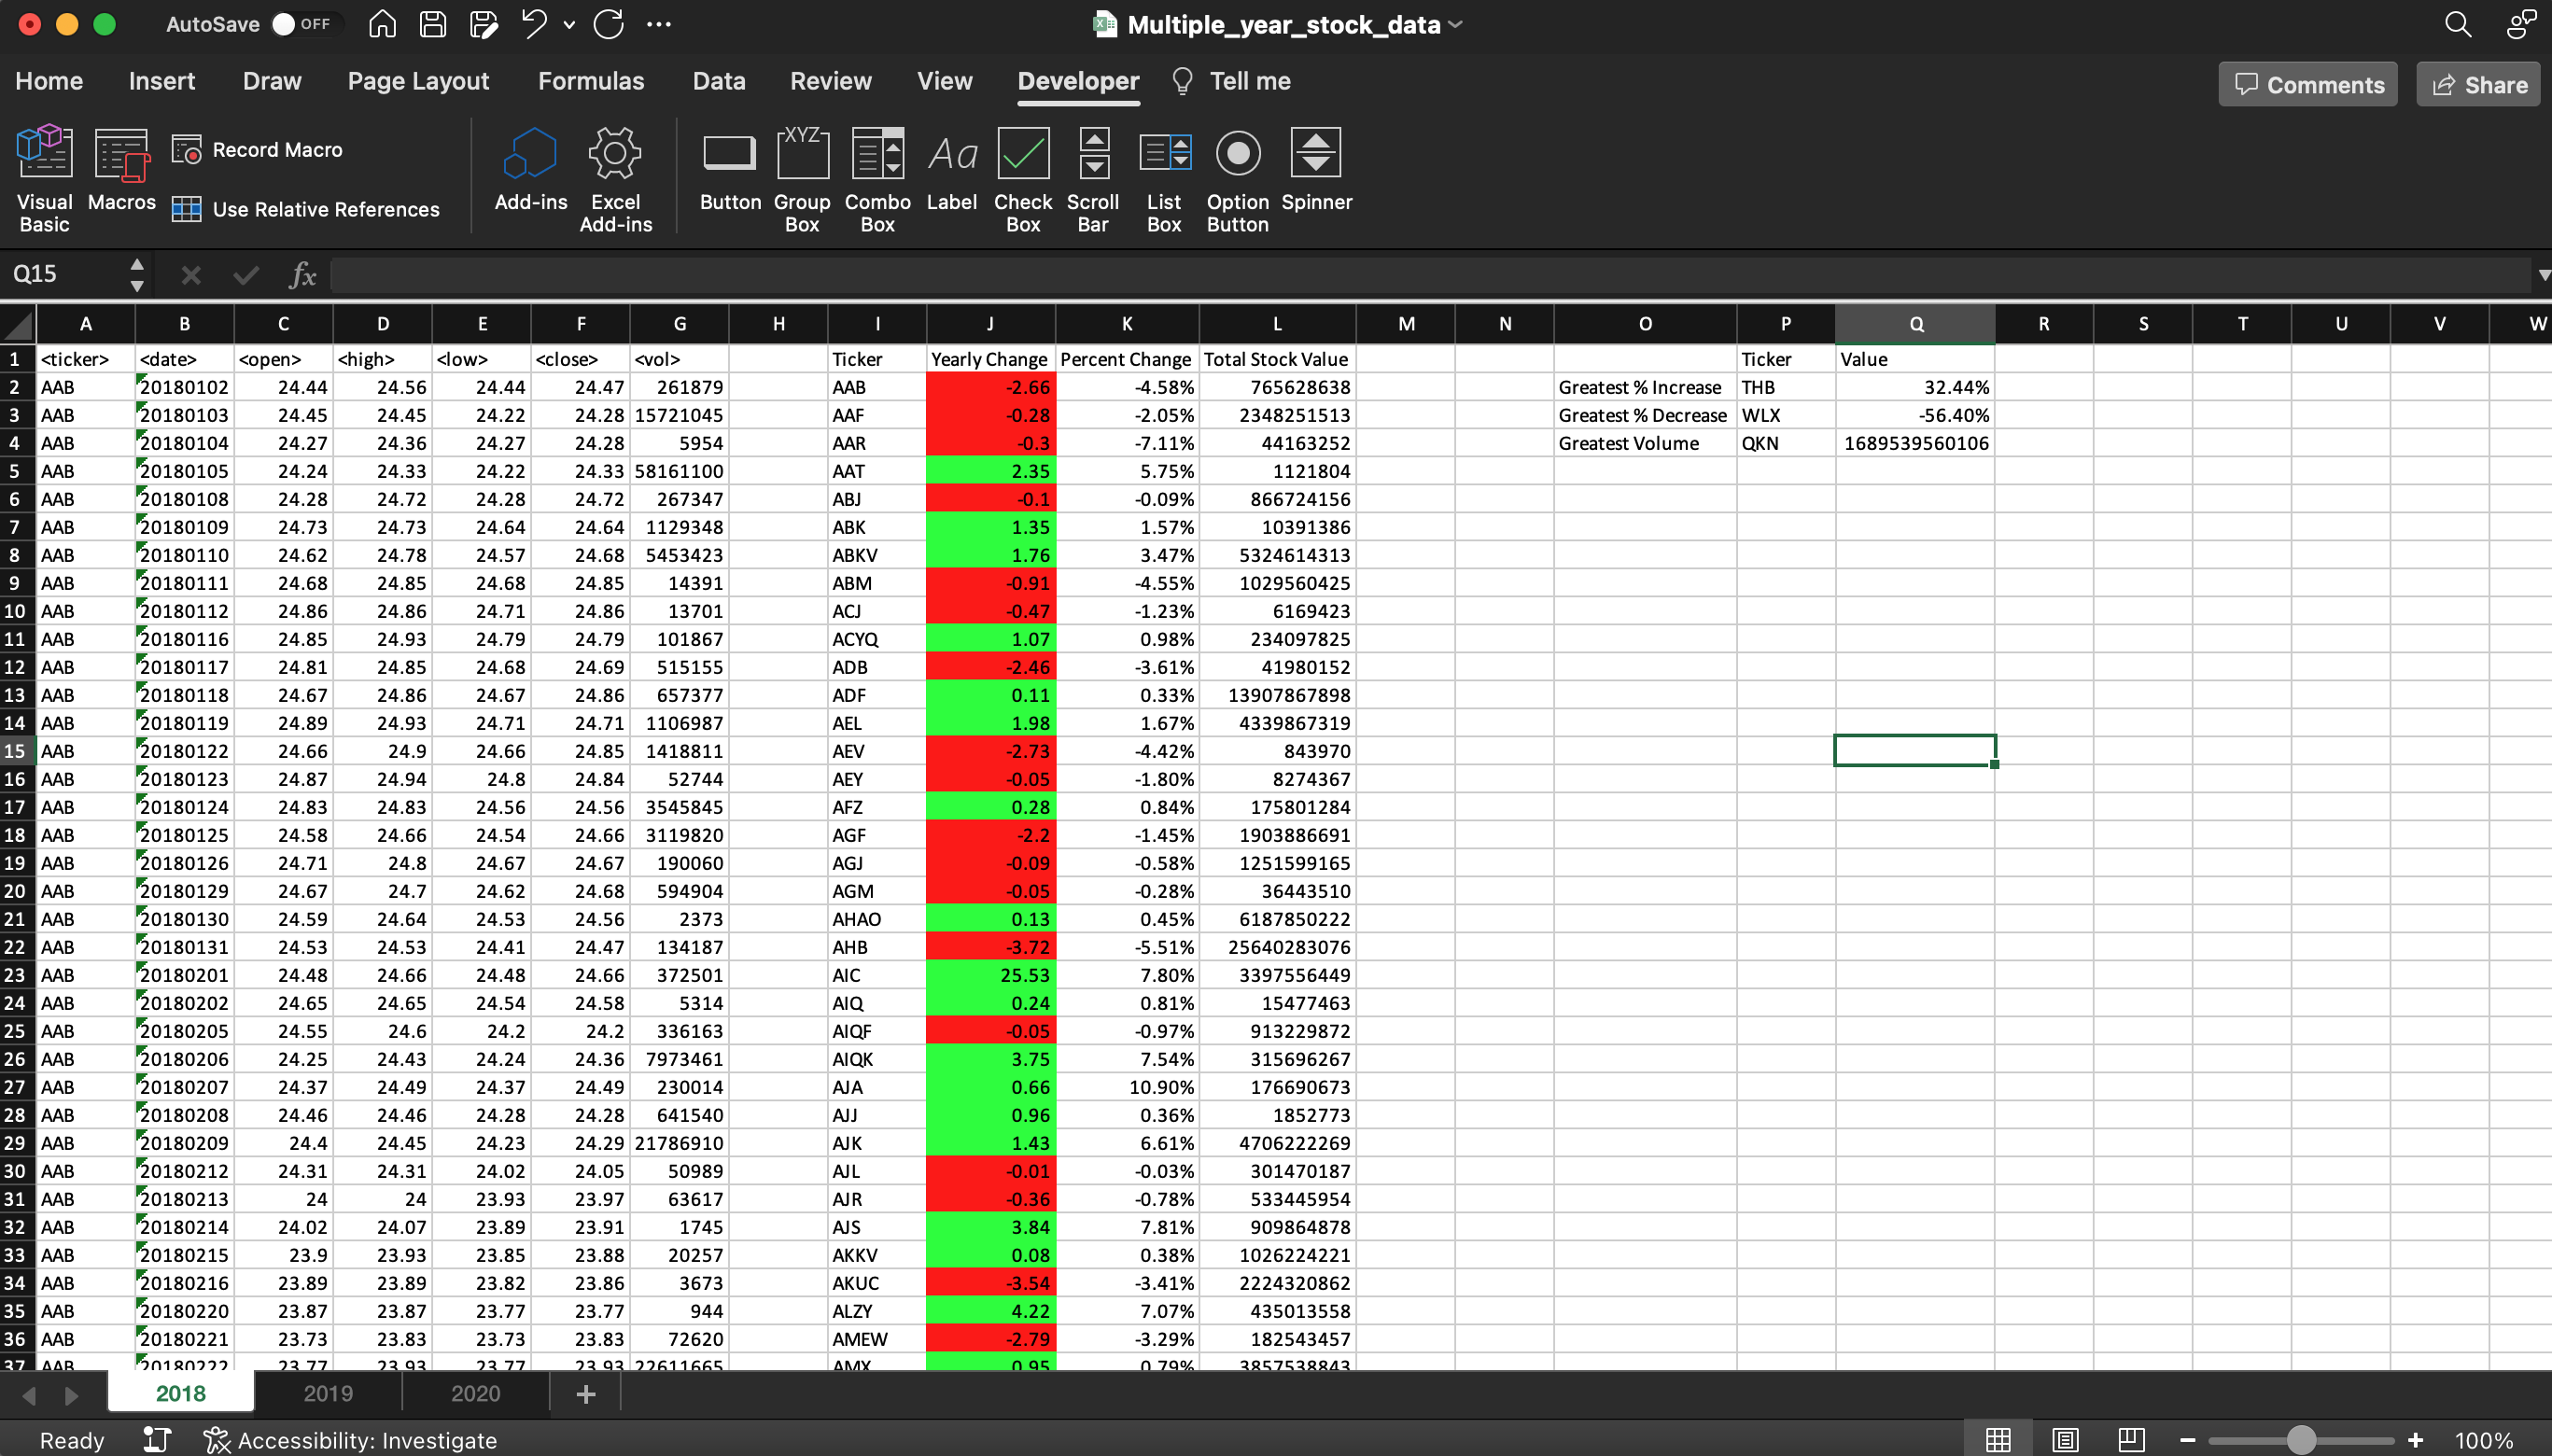 AutoSave OFF Multiple_year_stock_data
Home Insert Draw Page Layout Formulas Data Review View Developer Tell me Comments Share
Visual Basic
Macros
Record Macro
Use Relative References
Add-ins
Excel Add-ins
XYZ
Aa
Button
Group Box
Combo Box
Label
Check Box
Scroll Bar
List Box
Option Button
Spinner
Q15 fx
A B C D E F G H I J K L M N O P Q R S T U V W
1 <ticker> <date> <open> <high> <low> <close> <vol> Ticker Yearly Change Percent Change Total Stock Value Ticker Value
2 AAB 20180102 24.44 24.56 24.44 24.47 261879 AAB -2.66 -4.58% 765628638 Greatest % Increase THB 32.44%
3 AAB 20180103 24.45 24.45 24.22 24.28 15721045 AAF -0.28 -2.05% 2348251513 Greatest % Decrease WLX -56.40%
4 AAB 20180104 24.27 24.36 24.27 24.28 5954 AAR -0.3 -7.11% 44163252 Greatest Volume QKN 1689539560106
5 AAB 20180105 24.24 24.33 24.22 24.33 58161100 AAT 2.35 5.75% 1121804
6 AAB 20180108 24.28 24.72 24.28 24.72 267347 ABJ -0.1 -0.09% 866724156
7 AAB 20180109 24.73 24.73 24.64 24.64 1129348 ABK 1.35 1.57% 10391386
8 AAB 20180110 24.62 24.78 24.57 24.68 5453423 ABKV 1.76 3.47% 5324614313
9 AAB 20180111 24.68 24.85 24.68 24.85 14391 ABM -0.91 -4.55% 1029560425
10 AAB 20180112 24.86 24.86 24.71 24.86 13701 ACJ -0.47 -1.23% 6169423
11 AAB 20180116 24.85 24.93 24.79 24.79 101867 ACYQ 1.07 0.98% 234097825
12 AAB 20180117 24.81 24.85 24.68 24.69 515155 ADB -2.46 -3.61% 41980152
13 AAB 20180118 24.67 24.86 24.67 24.86 657377 ADF 0.11 0.33% 13907867898
14 AAB 20180119 24.89 24.93 24.71 24.71 1106987 AEL 1.98 1.67% 4339867319
15 AAB 20180122 24.66 24.9 24.66 24.85 1418811 AEV -2.73 -4.42% 843970
16 AAB 20180123 24.87 24.94 24.8 24.84 52744 AEY -0.05 -1.80% 8274367
17 AAB 20180124 24.83 24.83 24.56 24.56 3545845 AFZ 0.28 0.84% 175801284
18 AAB 20180125 24.58 24.66 24.54 24.66 3119820 AGF -2.2 -1.45% 1903886691
19 AAB 20180126 24.71 24.8 24.67 24.67 190060 AGJ -0.09 -0.58% 1251599165
20 AAB 20180129 24.67 24.7 24.62 24.68 594904 AGM -0.05 -0.28% 36443510
21 AAB 20180130 24.59 24.64 24.53 24.56 2373 AHAO 0.13 0.45% 6187850222
22 AAB 20180131 24.53 24.53 24.41 24.47 134187 AHB -3.72 -5.51% 25640283076
23 AAB 20180201 24.48 24.66 24.48 24.66 372501 AIC 25.53 7.80% 3397556449
24 AAB 20180202 24.65 24.65 24.54 24.58 5314 AIQ 0.24 0.81% 15477463
25 AAB 20180205 24.55 24.6 24.2 24.2 336163 AIQF -0.05 -0.97% 913229872
26 AAB 20180206 24.25 24.43 24.24 24.36 7973461 AIQK 3.75 7.54% 315696267
27 AAB 20180207 24.37 24.49 24.37 24.49 230014 AJA 0.66 10.90% 176690673
28 AAB 20180208 24.46 24.46 24.28 24.28 641540 AJJ 0.96 0.36% 1852773
29 AAB 20180209 24.4 24.45 24.23 24.29 21786910 AJK 1.43 6.61% 4706222269
30 AAB 20180212 24.31 24.31 24.02 24.05 50989 AJL -0.01 -0.03% 301470187
31 AAB 20180213 24 24 23.93 23.97 63617 AJR -0.36 -0.78% 533445954
32 AAB 20180214 24.02 24.07 23.89 23.91 1745 AJS 3.84 7.81% 909864878
33 AAB 20180215 23.9 23.93 23.85 23.88 20257 AKKV 0.08 0.38% 1026224221
34 AAB 20180216 23.89 23.89 23.82 23.86 3673 AKUC -3.54 -3.41% 2224320862
35 AAB 20180220 23.87 23.87 23.77 23.77 944 ALZY 4.22 7.07% 435013558
36 AAB 20180221 23.73 23.83 23.73 23.83 72620 AMEW -2.79 -3.29% 182543457
37 AAB 20180222 23.77 23.93 23.77 23.93 22611665 AMX 0.95 0.79% 3857538843
2018 2019 2020 +
Ready Accessibility: Investigate 100%